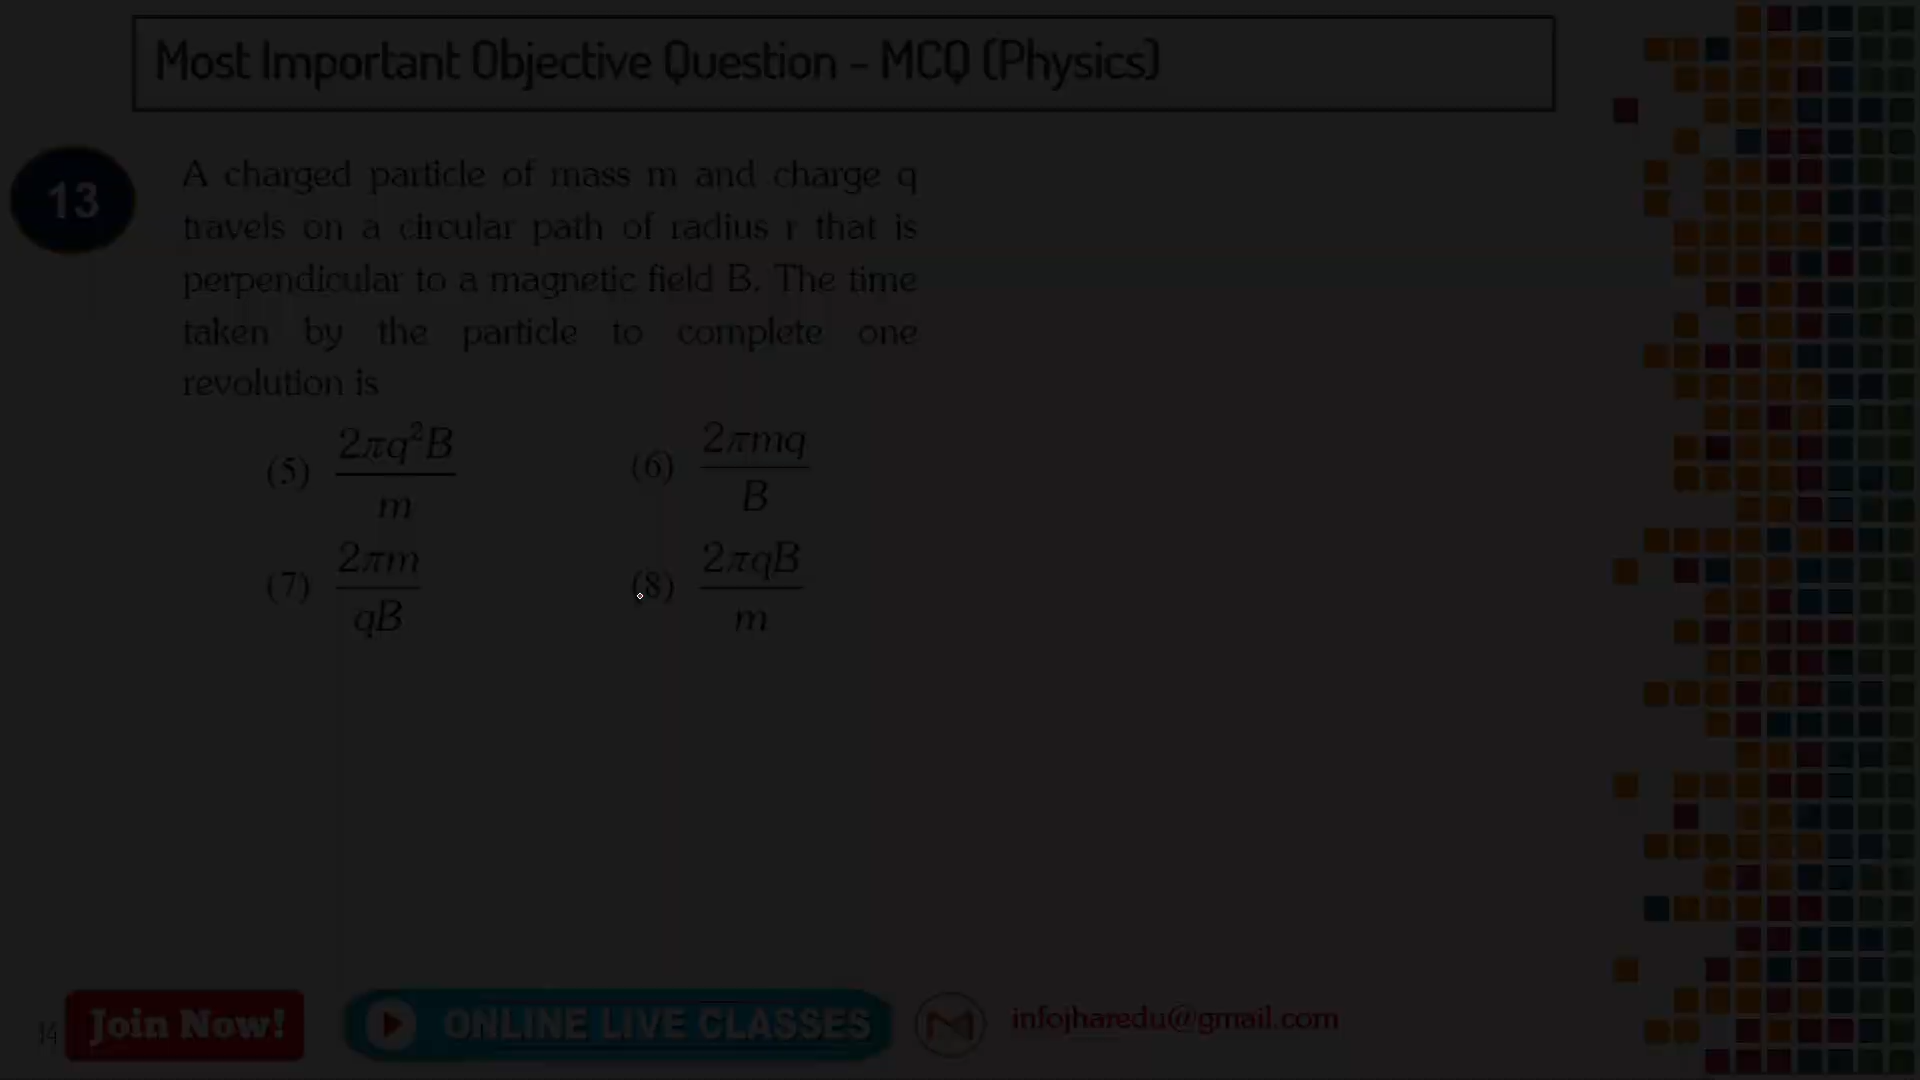 Most Important Objective Question - MCQ (Physics)
13
A charged particle of mass m and charge q
travels on a circular path of radius r that is
perpendicular to a magnetic field B. The time
taken by the particle to complete one
revolution is
(5) 2πq²B/m (6) 2πmq/B
(7) 2πm/qB (8) 2πqB/m
14 Join Now! ONLINE LIVE CLASSES infojharedu@gmail.com